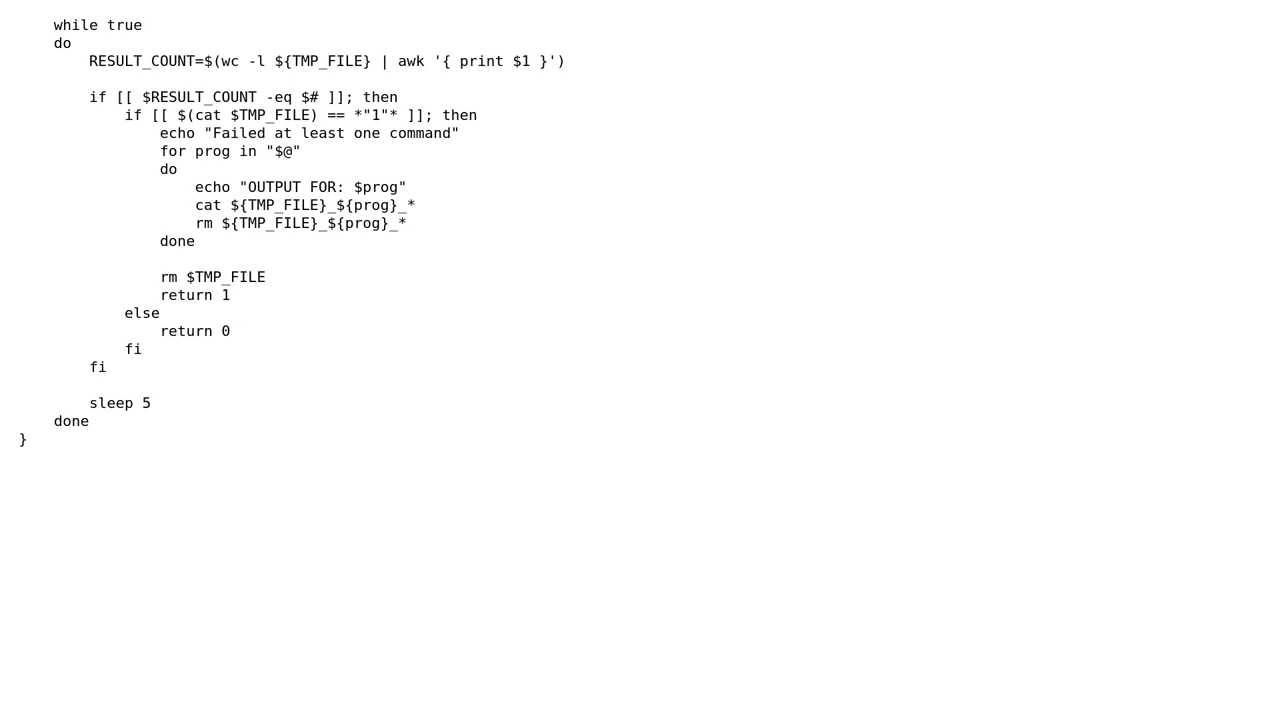 while true
    do
        RESULT_COUNT=$(wc -l ${TMP_FILE} | awk '{ print $1 }')

        if [[ $RESULT_COUNT -eq $# ]]; then
            if [[ $(cat $TMP_FILE) == *"1"* ]]; then
                echo "Failed at least one command"
                for prog in "$@"
                do
                    echo "OUTPUT FOR: $prog"
                    cat ${TMP_FILE}_${prog}_*
                    rm ${TMP_FILE}_${prog}_*
                done

                rm $TMP_FILE
                return 1
            else
                return 0
            fi
        fi

        sleep 5
    done
}